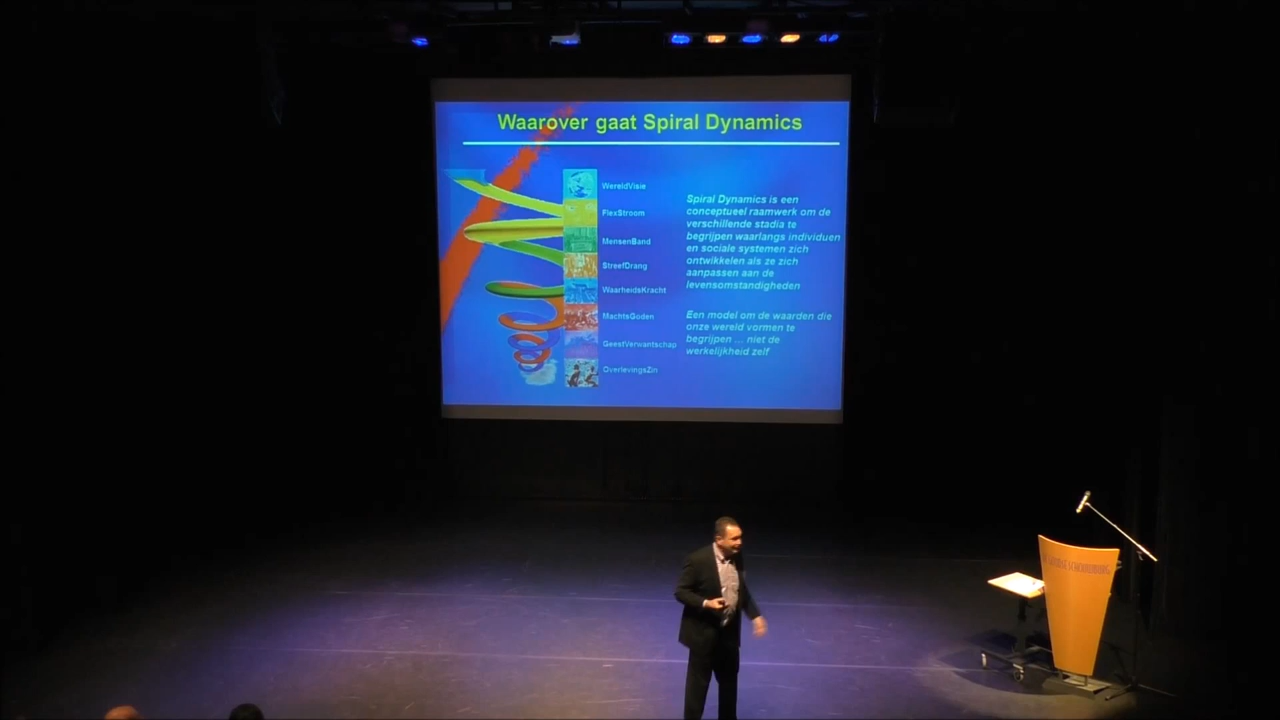 Waarover gaat Spiral Dynamics
WereldVisie
FlexStroom
MensenBand
StreefDrang
WaarheidsKracht
MachtsGoden
GeestVerwantschap
OverlevingsZin
Spiral Dynamics is een
conceptueel raamwerk om de
verschillende stadia te
begrijpen waarlangs individuen
en sociale systemen zich
ontwikkelen als ze zich
aanpassen aan de
levensomstandigheden
Een model om de waarden die
onze wereld vormen te
begrijpen ... niet de
werkelijkheid zelf